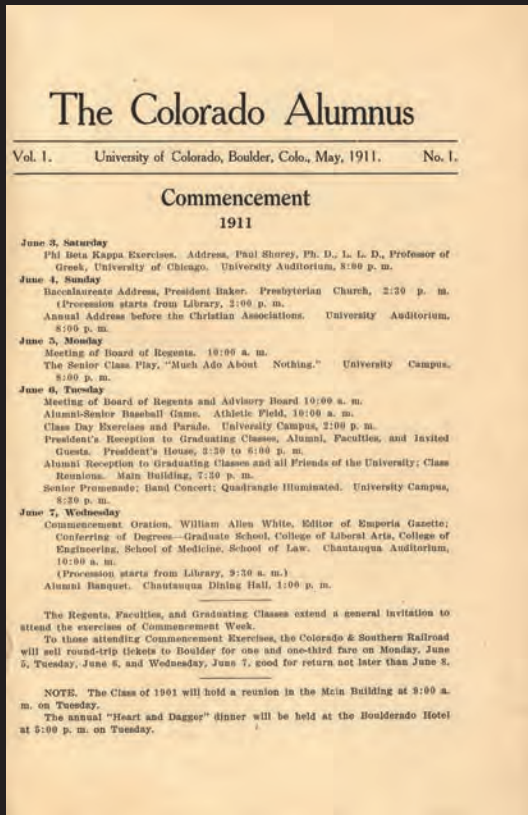 The Colorado Alumnus
Vol. 1. University of Colorado, Boulder, Colo., May, 1911. No. 1.
Commencement
1911
June 3, Saturday
Phi Beta Kappa Exercises. Address, Paul Shorey, Ph. D., L. L. D., Professor of
Greek, University of Chicago. University Auditorium, 8:00 p. m.
June 4, Sunday
Baccalaureate Address, President Baker. Presbyterian Church, 2:30 p. m.
(Procession starts from Library, 2:00 p. m.
Annual Address before the Christian Associations. University Auditorium,
8:00 p. m.
June 5, Monday
Meeting of Board of Regents. 10:00 a. m.
The Senior Class Play, "Much Ado About Nothing." University Campus,
8:00 p. m.
June 6, Tuesday
Meeting of Board of Regents and Advisory Board 10:00 a. m.
Alumni-Senior Baseball Game. Athletic Field, 10:00 a. m.
Class Day Exercises and Parade. University Campus, 2:00 p. m.
President's Reception to Graduating Classes, Alumni, Faculties, and Invited
Guests. President's House, 3:30 to 6:00 p. m.
Alumni Reception to Graduating Classes and all Friends of the University; Class
Reunions. Main Building, 7:30 p. m.
Senior Promenade; Band Concert; Quadrangle Illuminated. University Campus,
8:30 p. m.
June 7, Wednesday
Commencement Oration, William Allen White, Editor of Emporia Gazette;
Conferring of Degrees—Graduate School, College of Liberal Arts, College of
Engineering, School of Medicine, School of Law. Chautauqua Auditorium,
10:00 a. m.
(Procession starts from Library, 9:30 a. m.)
Alumni Banquet. Chautauqua Dining Hall, 1:00 p. m.
The Regents, Faculties, and Graduating Classes extend a general invitation to
attend the exercises of Commencement Week.
To those attending Commencement Exercises, the Colorado & Southern Railroad
will sell round-trip tickets to Boulder for one and one-third fare on Monday, June
5, Tuesday, June 6, and Wednesday, June 7, good for return not later than June 8.
NOTE. The Class of 1901 will hold a reunion in the Main Building at 9:00 a.
m. on Tuesday.
The annual "Heart and Dagger" dinner will be held at the Boulderado Hotel
at 5:00 p. m. on Tuesday.